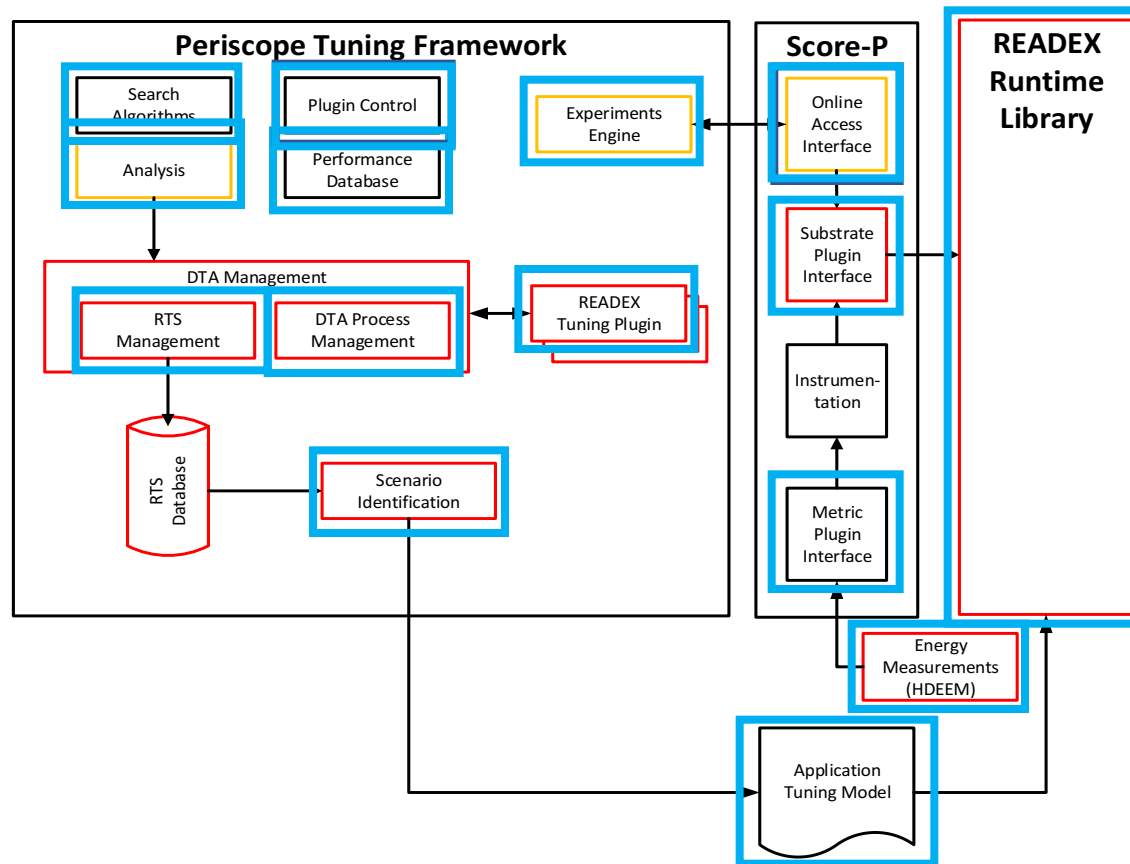 Periscope Tuning Framework
Search
Algorithms
Plugin Control
Analysis
Performance
Database
Experiments
Engine
DTA Management
RTS
Management
DTA Process
Management
READEX
Tuning Plugin
RTS
Database
Scenario
Identification
Score-P
Online
Access
Interface
Substrate
Plugin
Interface
Instrumen-
tation
Metric
Plugin
Interface
READEX
Runtime
Library
Energy
Measurements
(HDEEM)
Application
Tuning Model